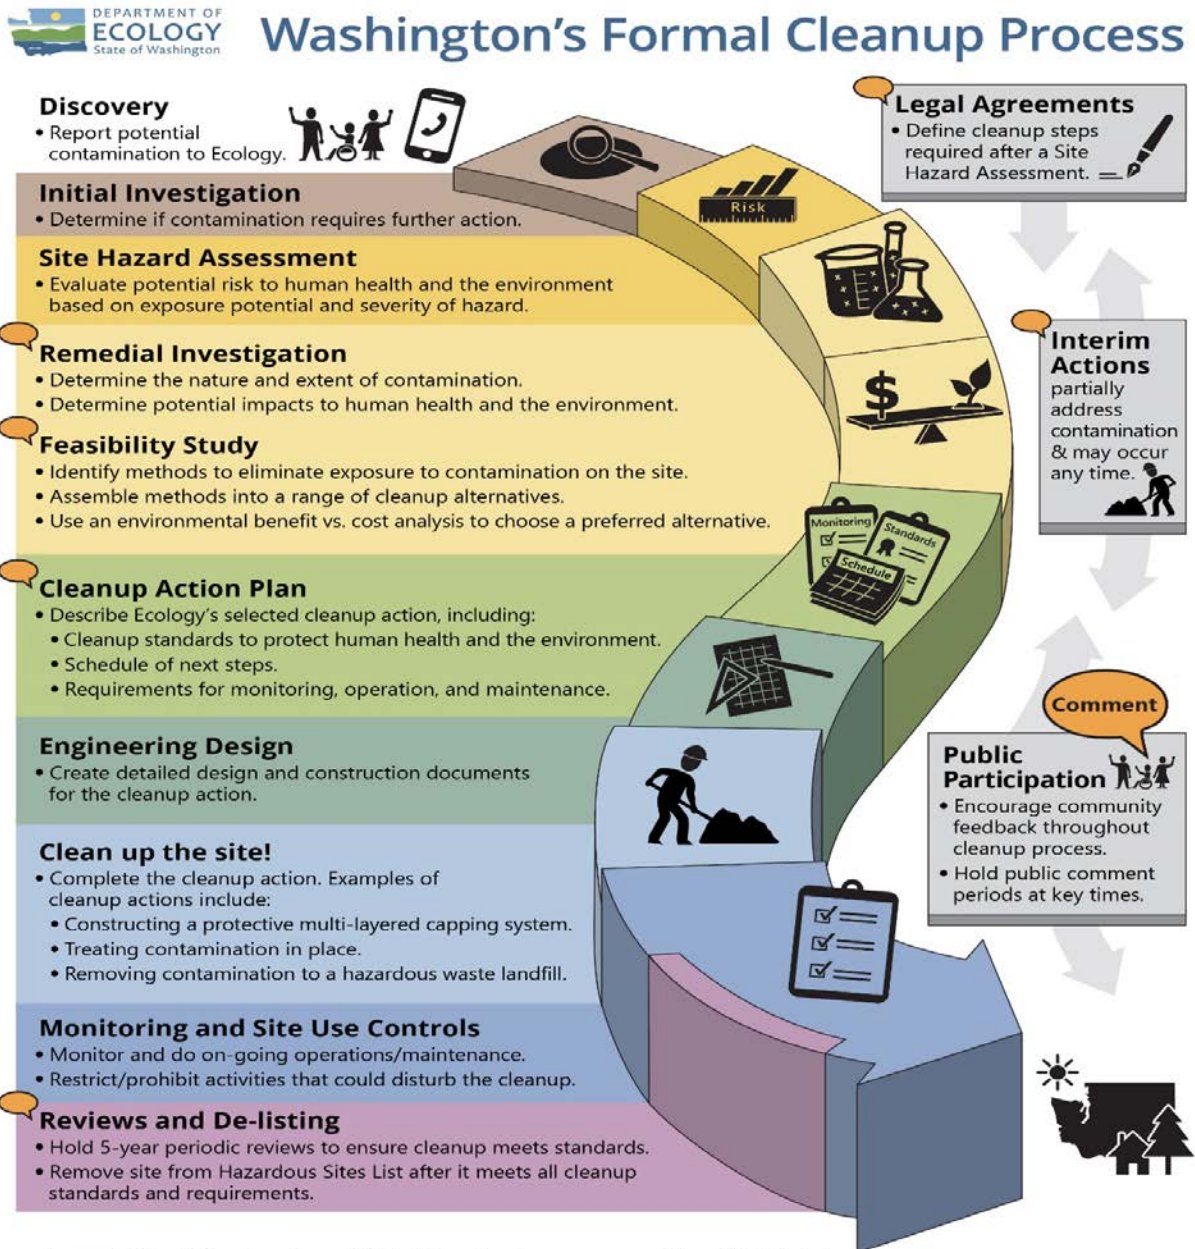 DEPARTMENT OF
ECOLOGY
State of Washington
Washington's Formal Cleanup Process
Discovery
• Report potential
contamination to Ecology.
Initial Investigation
• Determine if contamination requires further action.
Site Hazard Assessment
• Evaluate potential risk to human health and the environment
based on exposure potential and severity of hazard.
Remedial Investigation
• Determine the nature and extent of contamination.
• Determine potential impacts to human health and the environment.
Feasibility Study
• Identify methods to eliminate exposure to contamination on the site.
• Assemble methods into a range of cleanup alternatives.
• Use an environmental benefit vs. cost analysis to choose a preferred alternative.
Cleanup Action Plan
• Describe Ecology's selected cleanup action, including:
• Cleanup standards to protect human health and the environment.
• Schedule of next steps.
• Requirements for monitoring, operation, and maintenance.
Engineering Design
• Create detailed design and construction documents
for the cleanup action.
Clean up the site!
• Complete the cleanup action. Examples of
cleanup actions include:
• Constructing a protective multi-layered capping system.
• Treating contamination in place.
• Removing contamination to a hazardous waste landfill.
Monitoring and Site Use Controls
• Monitor and do on-going operations/maintenance.
• Restrict/prohibit activities that could disturb the cleanup.
Reviews and De-listing
• Hold 5-year periodic reviews to ensure cleanup meets standards.
• Remove site from Hazardous Sites List after it meets all cleanup
standards and requirements.
Risk
$
Monitoring
Standards
Schedule
Legal Agreements
• Define cleanup steps
required after a Site
Hazard Assessment.
Interim
Actions
partially
address
contamination
& may occur
any time.
Comment
Public
Participation
• Encourage community
feedback throughout
cleanup process.
• Hold public comment
periods at key times.